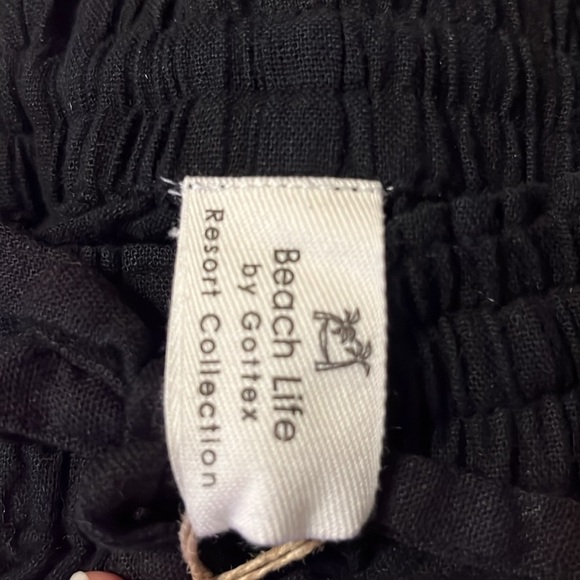 Beach Life
by Gottex
Resort Collection